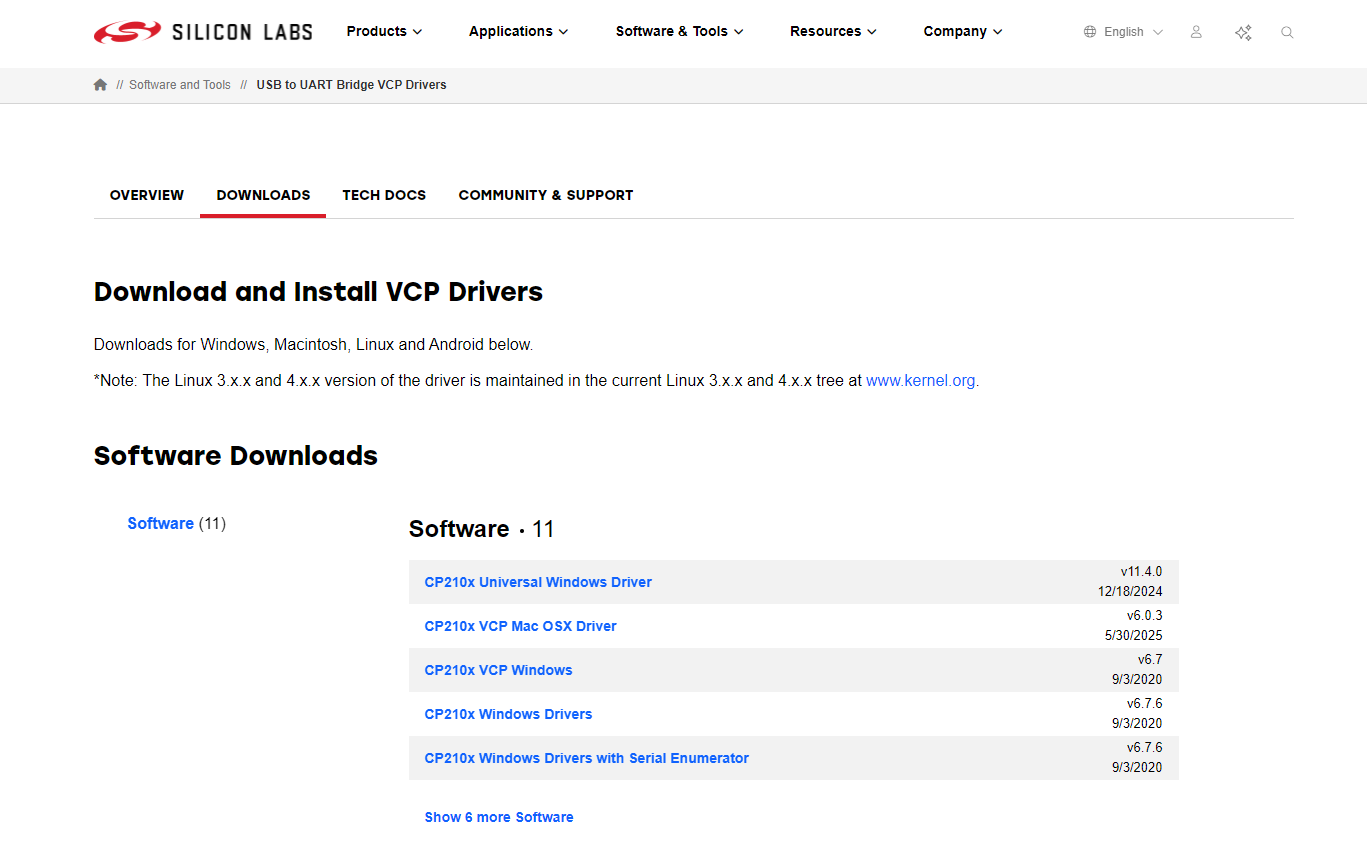 SILICON LABS Products Applications Software & Tools Resources Company English
// Software and Tools // USB to UART Bridge VCP Drivers
OVERVIEW DOWNLOADS TECH DOCS COMMUNITY & SUPPORT
Download and Install VCP Drivers
Downloads for Windows, Macintosh, Linux and Android below.
*Note: The Linux 3.x.x and 4.x.x version of the driver is maintained in the current Linux 3.x.x and 4.x.x tree at www.kernel.org.
Software Downloads
Software (11)
Software · 11
CP210x Universal Windows Driver
v11.4.0
12/18/2024
CP210x VCP Mac OSX Driver
v6.0.3
5/30/2025
CP210x VCP Windows
v6.7
9/3/2020
CP210x Windows Drivers
v6.7.6
9/3/2020
CP210x Windows Drivers with Serial Enumerator
v6.7.6
9/3/2020
Show 6 more Software